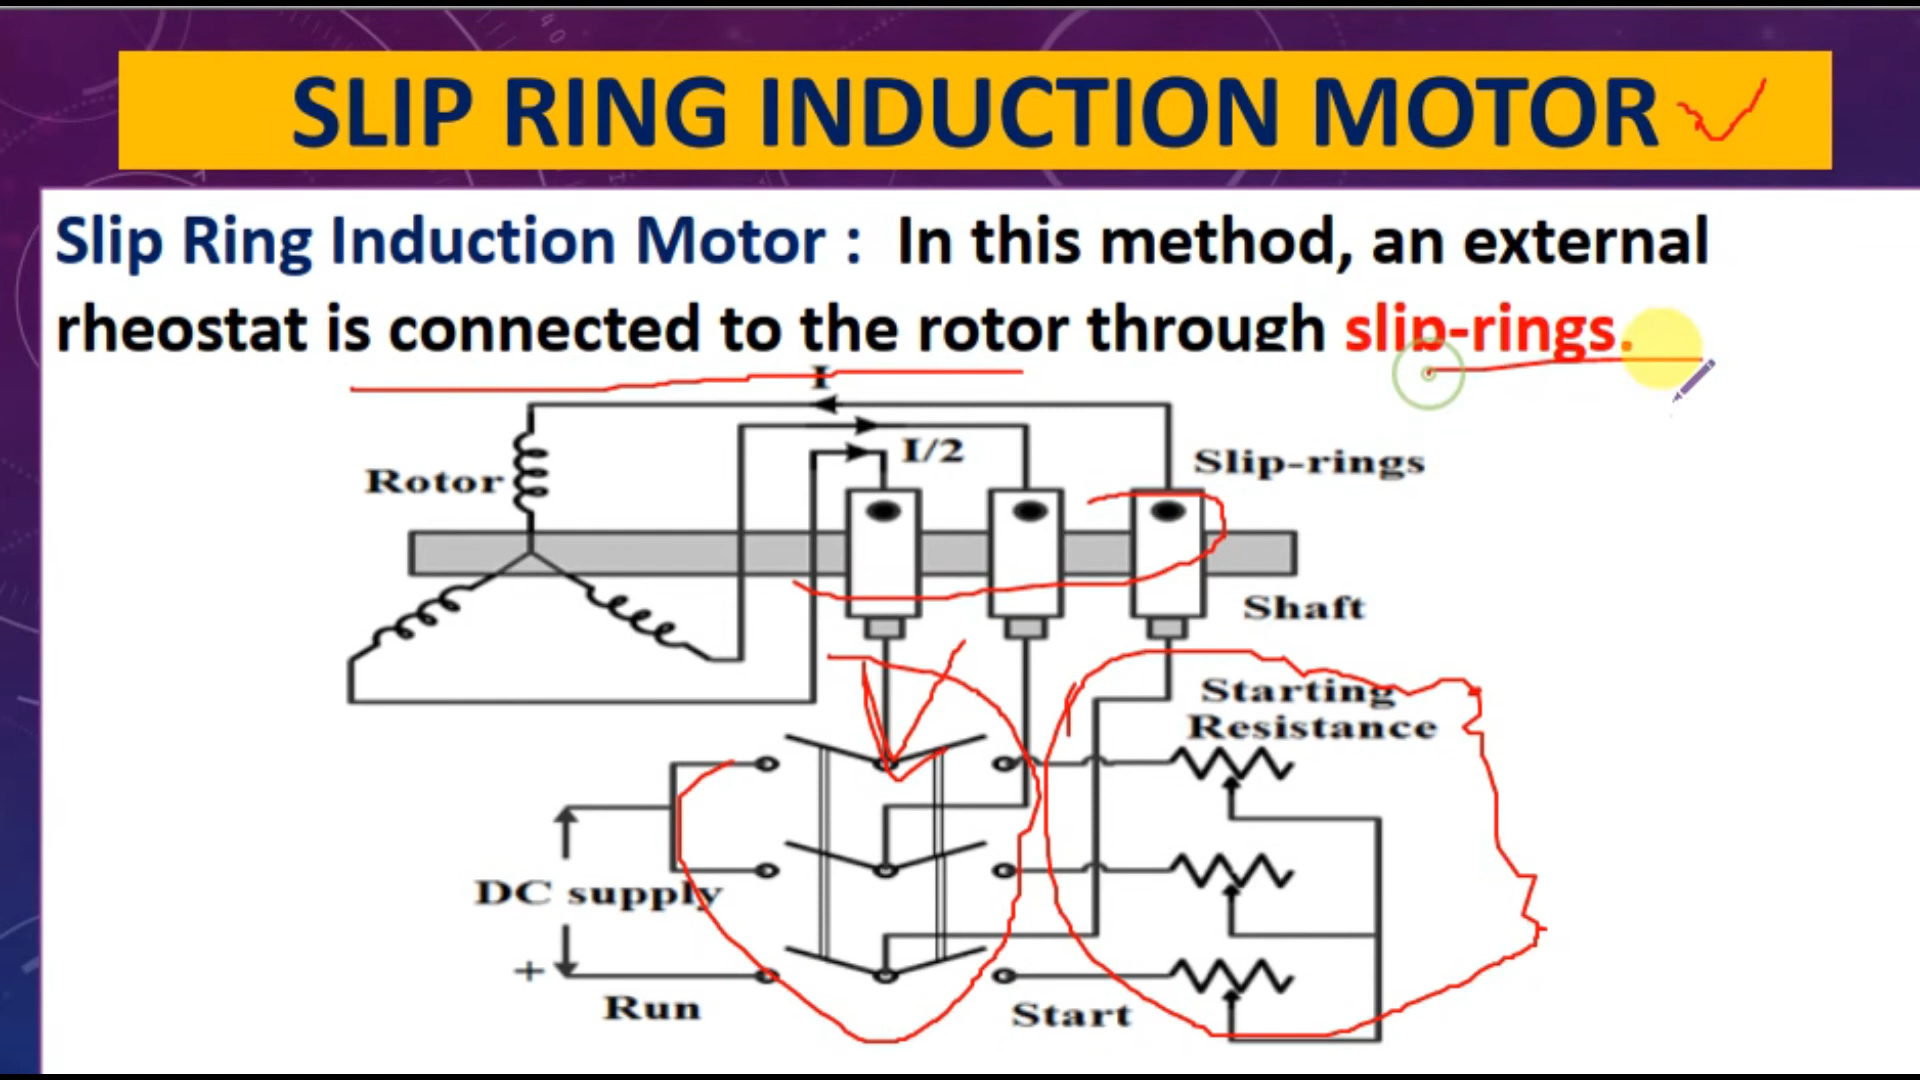 SLIP RING INDUCTION MOTOR
Slip Ring Induction Motor : In this method, an external
rheostat is connected to the rotor through slip-rings.
I
I/2
Rotor
Slip-rings
Shaft
Starting
Resistance
DC supply
+
Run
Start